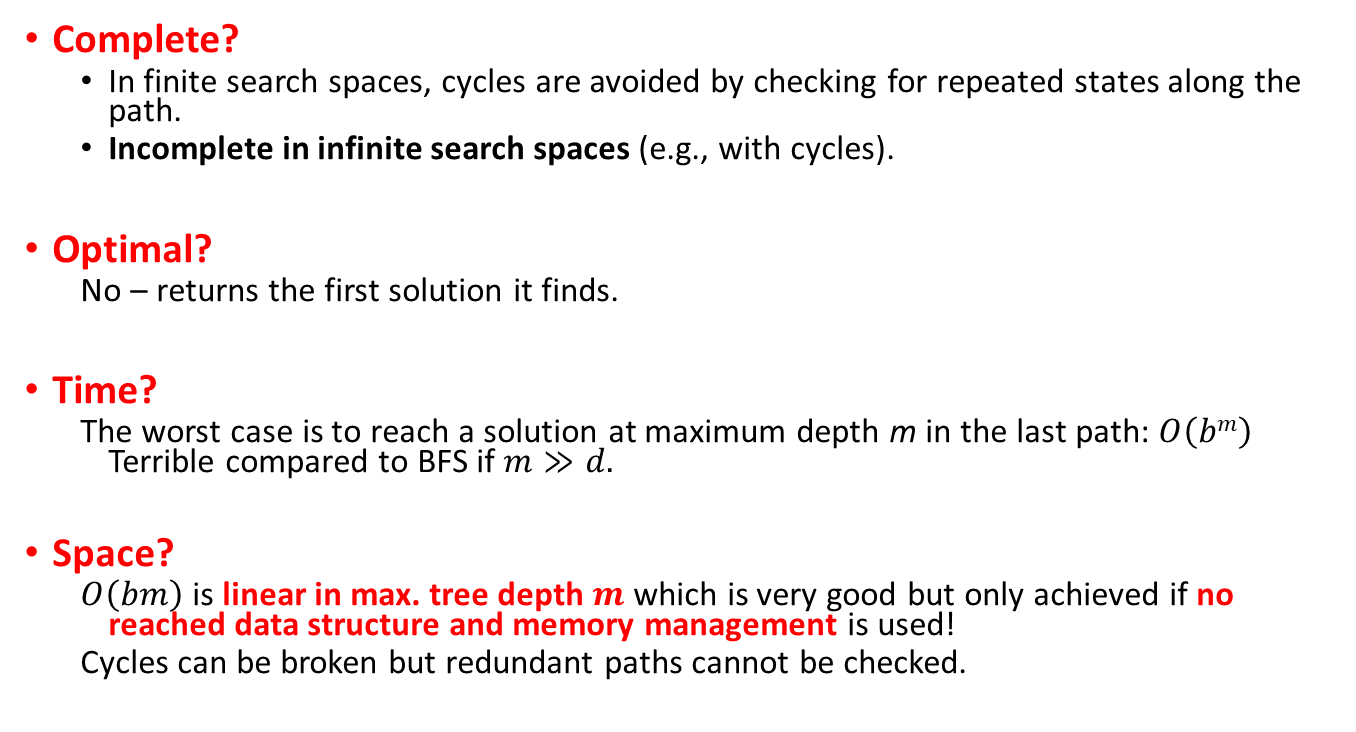 • Complete?
• In finite search spaces, cycles are avoided by checking for repeated states along the
path.
• Incomplete in infinite search spaces (e.g., with cycles).
• Optimal?
No – returns the first solution it finds.
• Time?
The worst case is to reach a solution at maximum depth m in the last path: 𝑂(𝑏ᵐ)
Terrible compared to BFS if 𝑚 ≫ 𝑑.
• Space?
𝑂(𝑏𝑚) is linear in max. tree depth 𝒎 which is very good but only achieved if no
reached data structure and memory management is used!
Cycles can be broken but redundant paths cannot be checked.